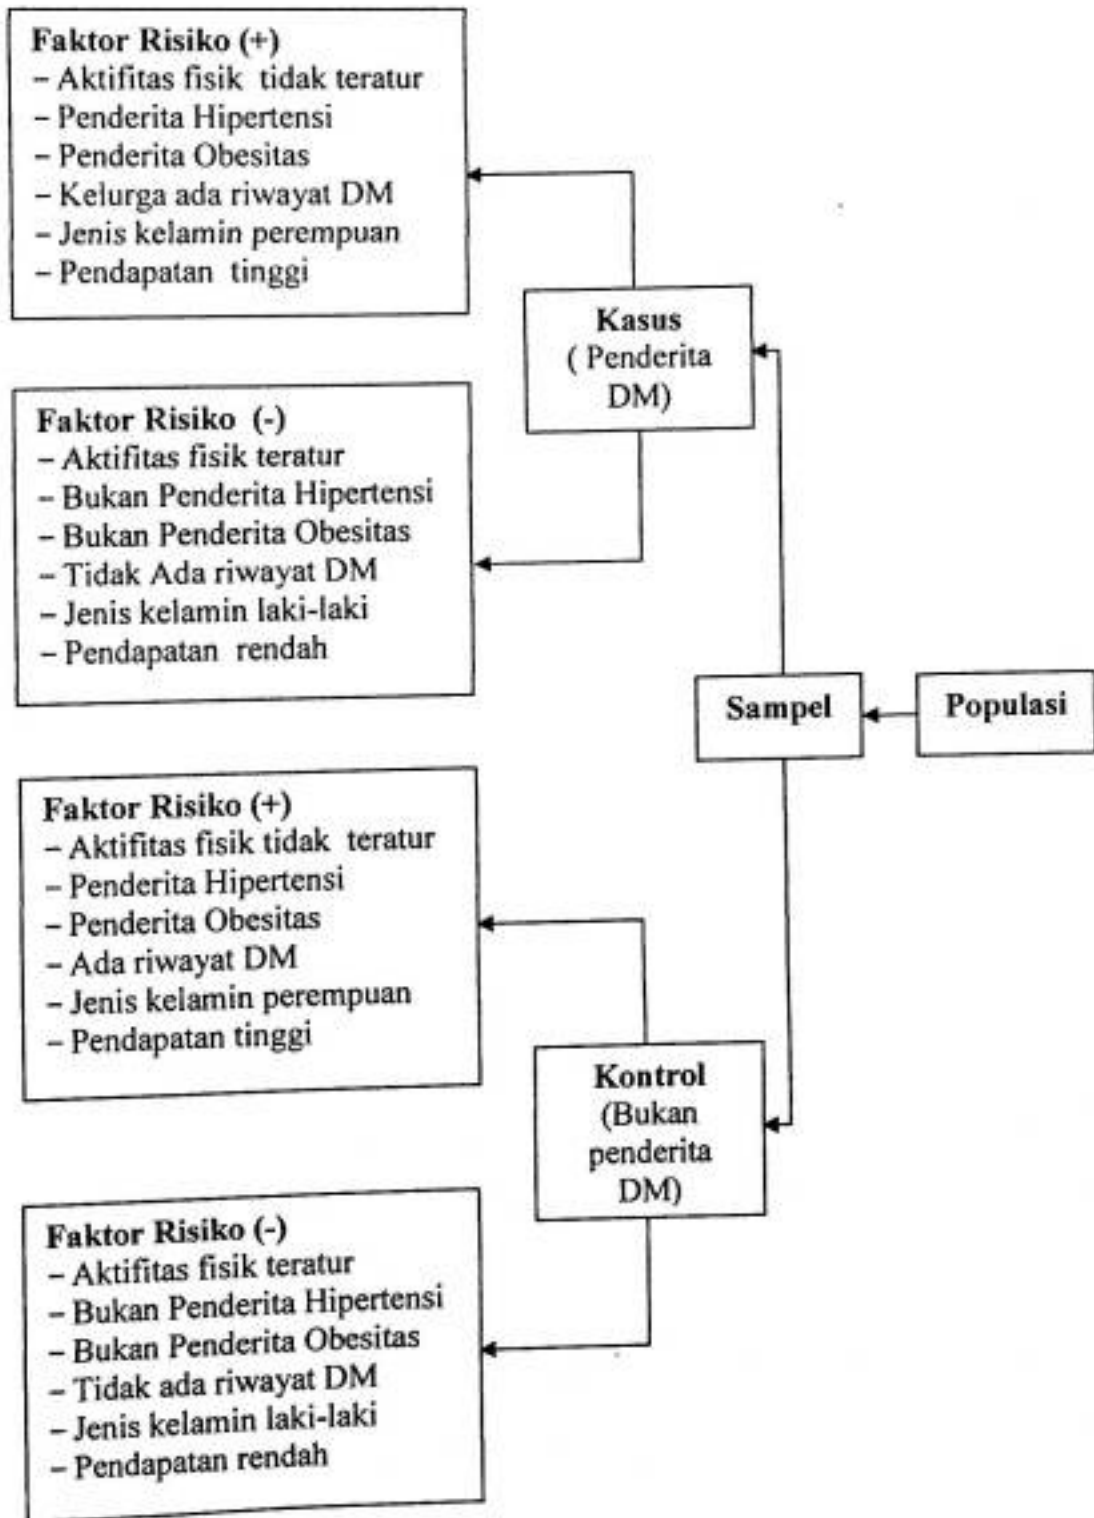 Faktor Risiko (+)
– Aktifitas fisik tidak teratur
– Penderita Hipertensi
– Penderita Obesitas
– Kelurga ada riwayat DM
– Jenis kelamin perempuan
– Pendapatan tinggi
Kasus
( Penderita
DM)
Faktor Risiko (-)
– Aktifitas fisik teratur
– Bukan Penderita Hipertensi
– Bukan Penderita Obesitas
– Tidak Ada riwayat DM
– Jenis kelamin laki-laki
– Pendapatan rendah
Sampel
Populasi
Faktor Risiko (+)
– Aktifitas fisik tidak teratur
– Penderita Hipertensi
– Penderita Obesitas
– Ada riwayat DM
– Jenis kelamin perempuan
– Pendapatan tinggi
Kontrol
(Bukan
penderita
DM)
Faktor Risiko (-)
– Aktifitas fisik teratur
– Bukan Penderita Hipertensi
– Bukan Penderita Obesitas
– Tidak ada riwayat DM
– Jenis kelamin laki-laki
– Pendapatan rendah